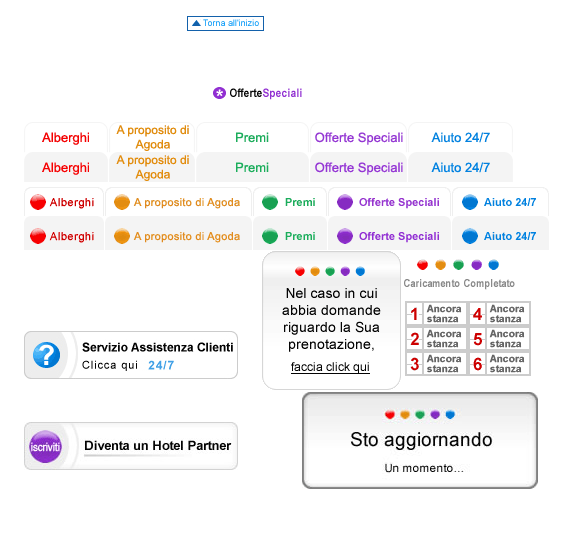 Torna all'inizio
OfferteSpeciali
Alberghi A proposito di Agoda Premi Offerte Speciali Aiuto 24/7
Alberghi A proposito di Agoda Premi Offerte Speciali Aiuto 24/7
Alberghi A proposito di Agoda Premi Offerte Speciali Aiuto 24/7
Alberghi A proposito di Agoda Premi Offerte Speciali Aiuto 24/7
Nel caso in cui
abbia domande
riguardo la Sua
prenotazione,
faccia click qui
Caricamento Completato
1 Ancora stanza 4 Ancora stanza
2 Ancora stanza 5 Ancora stanza
3 Ancora stanza 6 Ancora stanza
?
Servizio Assistenza Clienti
Clicca qui 24/7
iscriviti
Diventa un Hotel Partner
Sto aggiornando
Un momento...